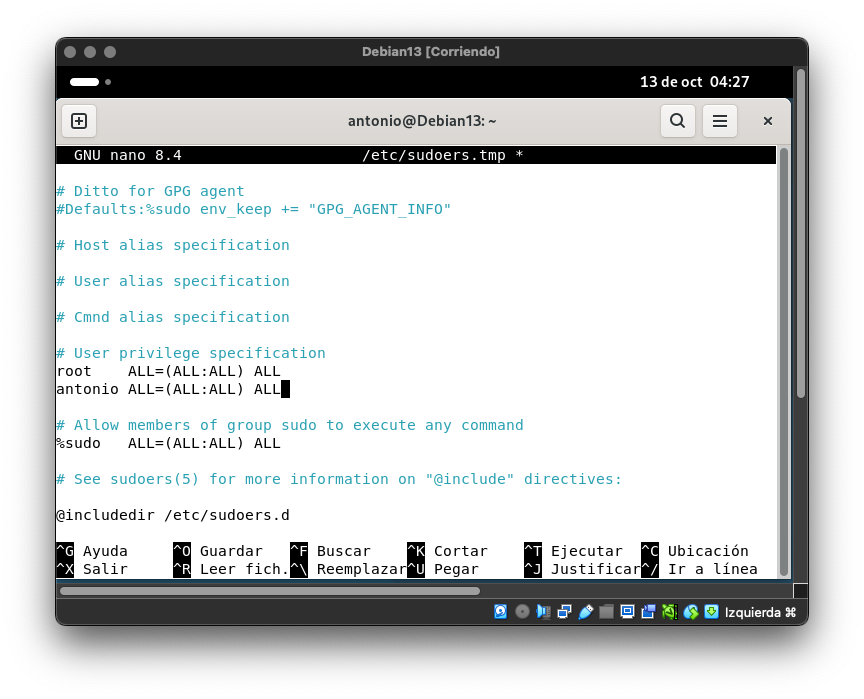 Debian13 [Corriendo]
13 de oct 04:27
antonio@Debian13: ~
GNU nano 8.4 /etc/sudoers.tmp *
# Ditto for GPG agent
#Defaults:%sudo env_keep += "GPG_AGENT_INFO"
# Host alias specification
# User alias specification
# Cmnd alias specification
# User privilege specification
root    ALL=(ALL:ALL) ALL
antonio ALL=(ALL:ALL) ALL
# Allow members of group sudo to execute any command
%sudo   ALL=(ALL:ALL) ALL
# See sudoers(5) for more information on "@include" directives:
@includedir /etc/sudoers.d
^G Ayuda ^O Guardar ^F Buscar ^K Cortar ^T Ejecutar ^C Ubicación
^X Salir ^R Leer fich. ^\ Reemplazar ^U Pegar ^J Justificar ^/ Ir a línea
Izquierda ⌘